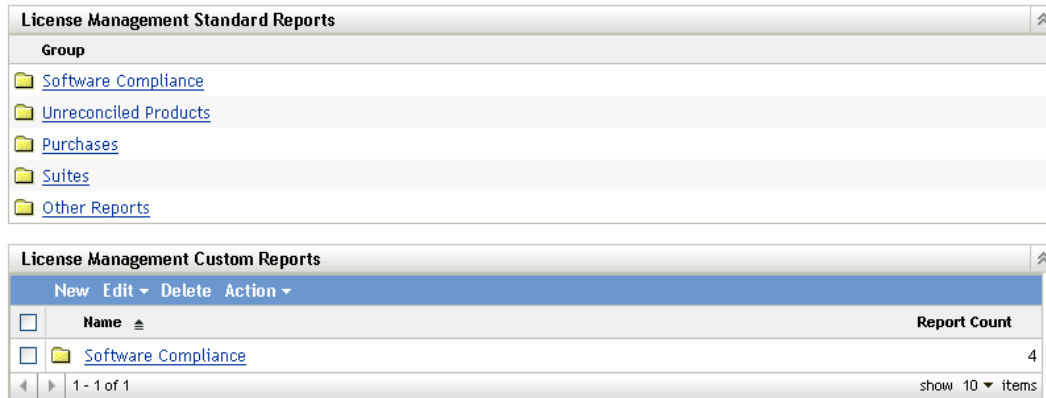 License Management Standard Reports
Group
Software Compliance
Unreconciled Products
Purchases
Suites
Other Reports
License Management Custom Reports
New Edit Delete Action
Name Report Count
Software Compliance 4
1 - 1 of 1 show 10 items